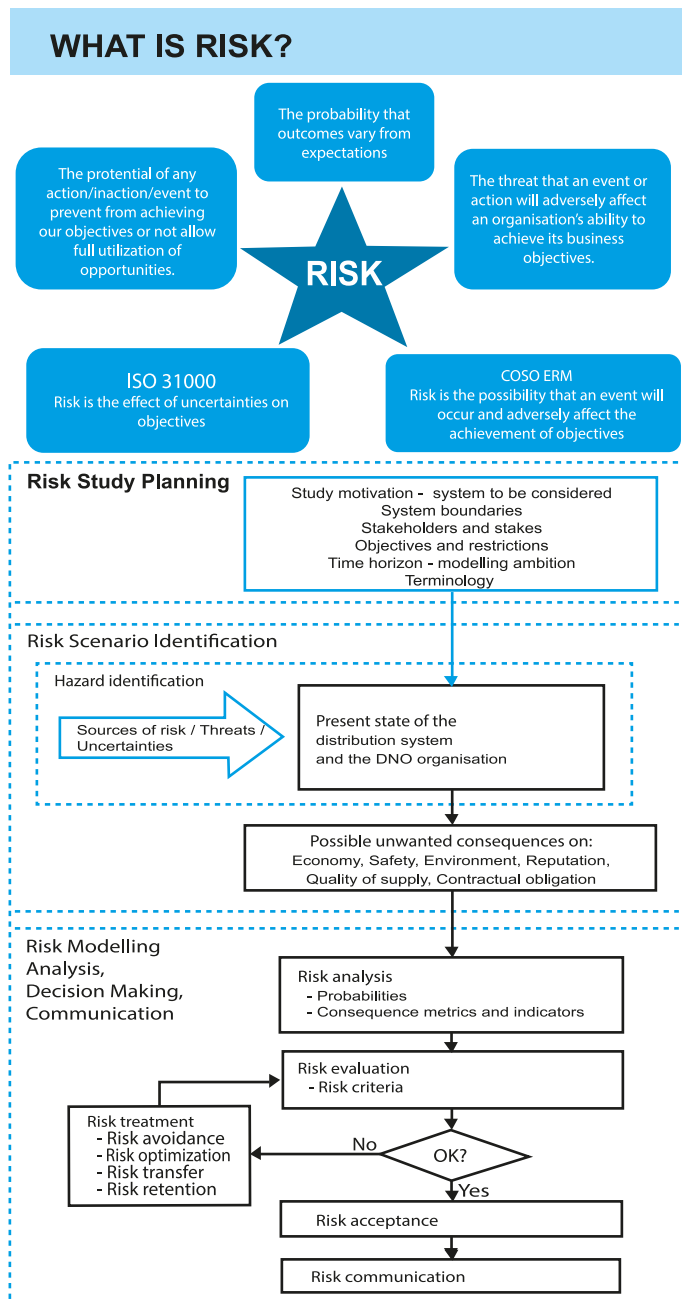 WHAT IS RISK?
The probability that
outcomes vary from
expectations
The protential of any
action/inaction/event to
prevent from achieving
our objectives or not allow
full utilization of
opportunities.
The threat that an event or
action will adversely affect
an organisation's ability to
achieve its business
objectives.
RISK
ISO 31000
Risk is the effect of uncertainties on
objectives
COSO ERM
Risk is the possibility that an event will
occur and adversely affect the
achievement of objectives
Risk Study Planning
Study motivation - system to be considered
System boundaries
Stakeholders and stakes
Objectives and restrictions
Time horizon - modelling ambition
Terminology
Risk Scenario Identification
Hazard identification
Sources of risk / Threats /
Uncertainties
Present state of the
distribution system
and the DNO organisation
Possible unwanted consequences on:
Economy, Safety, Environment, Reputation,
Quality of supply, Contractual obligation
Risk Modelling
Analysis,
Decision Making,
Communication
Risk analysis
- Probabilities
- Consequence metrics and indicators
Risk evaluation
- Risk criteria
Risk treatment
- Risk avoidance
- Risk optimization
- Risk transfer
- Risk retention
No
OK?
Yes
Risk acceptance
Risk communication